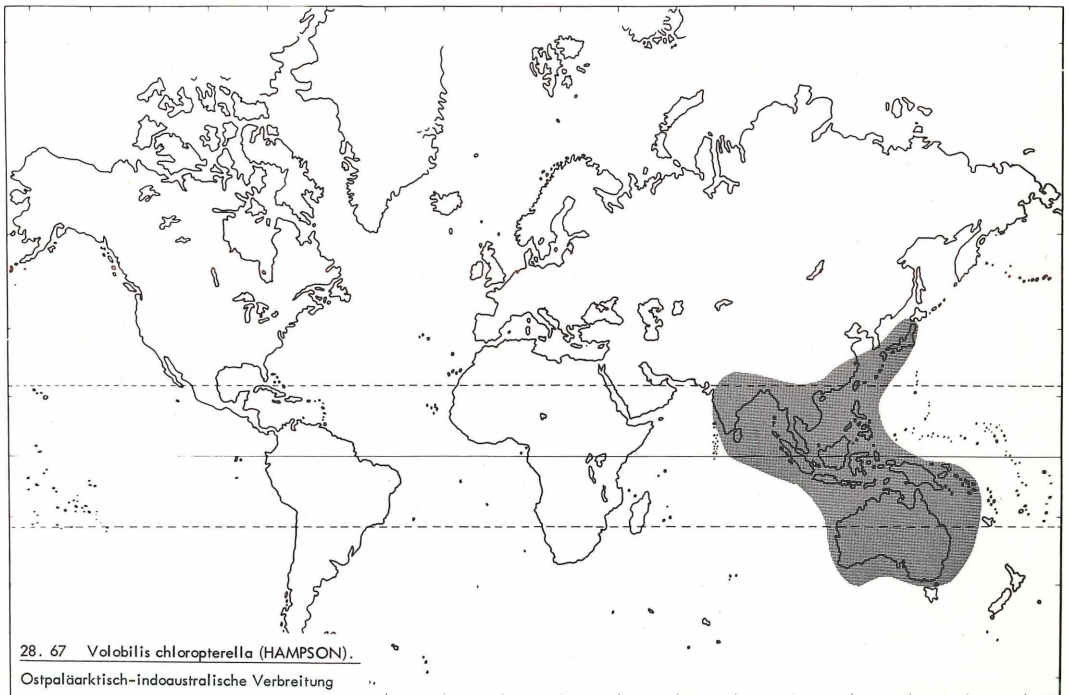 28. 67 Volobilis chloropterella (HAMPSON).
Ostpaläarktisch-indoaustralische Verbreitung